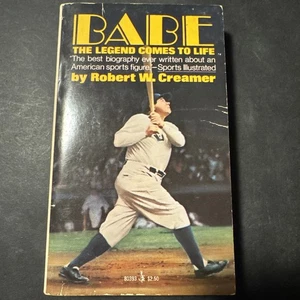 BABE
THE LEGEND COMES TO LIFE
"The best biography ever written about an
American sports figure."—Sports Illustrated
by Robert W. Creamer
$2.50